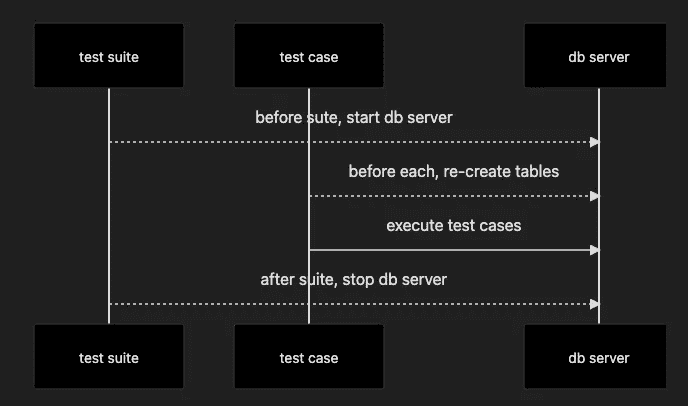 test suite
test case
db server
before sute, start db server
before each, re-create tables
execute test cases
after suite, stop db server
test suite
test case
db server